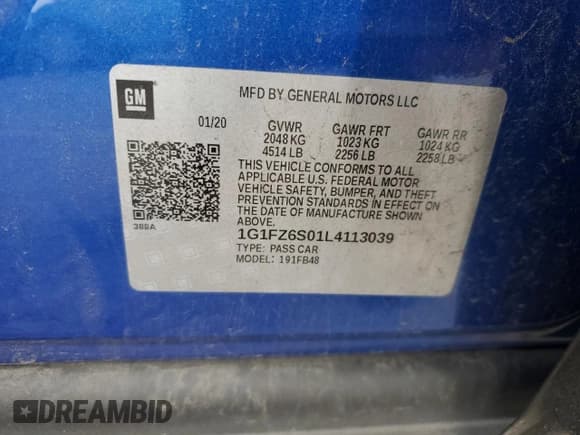 GM
MFD BY GENERAL MOTORS LLC
01/20 GVWR GAWR FRT GAWR RR
2048 KG 1023 KG 1024 KG
4514 LB 2256 LB 2258 LB
THIS VEHICLE CONFORMS TO ALL
APPLICABLE U.S. FEDERAL MOTOR
VEHICLE SAFETY, BUMPER, AND THEFT
PREVENTION STANDARDS IN EFFECT ON
THE DATE OF MANUFACTURE SHOWN
ABOVE.
388A
1G1FZ6S01L4113039
TYPE: PASS CAR
MODEL: 191FB48
DREAMBID